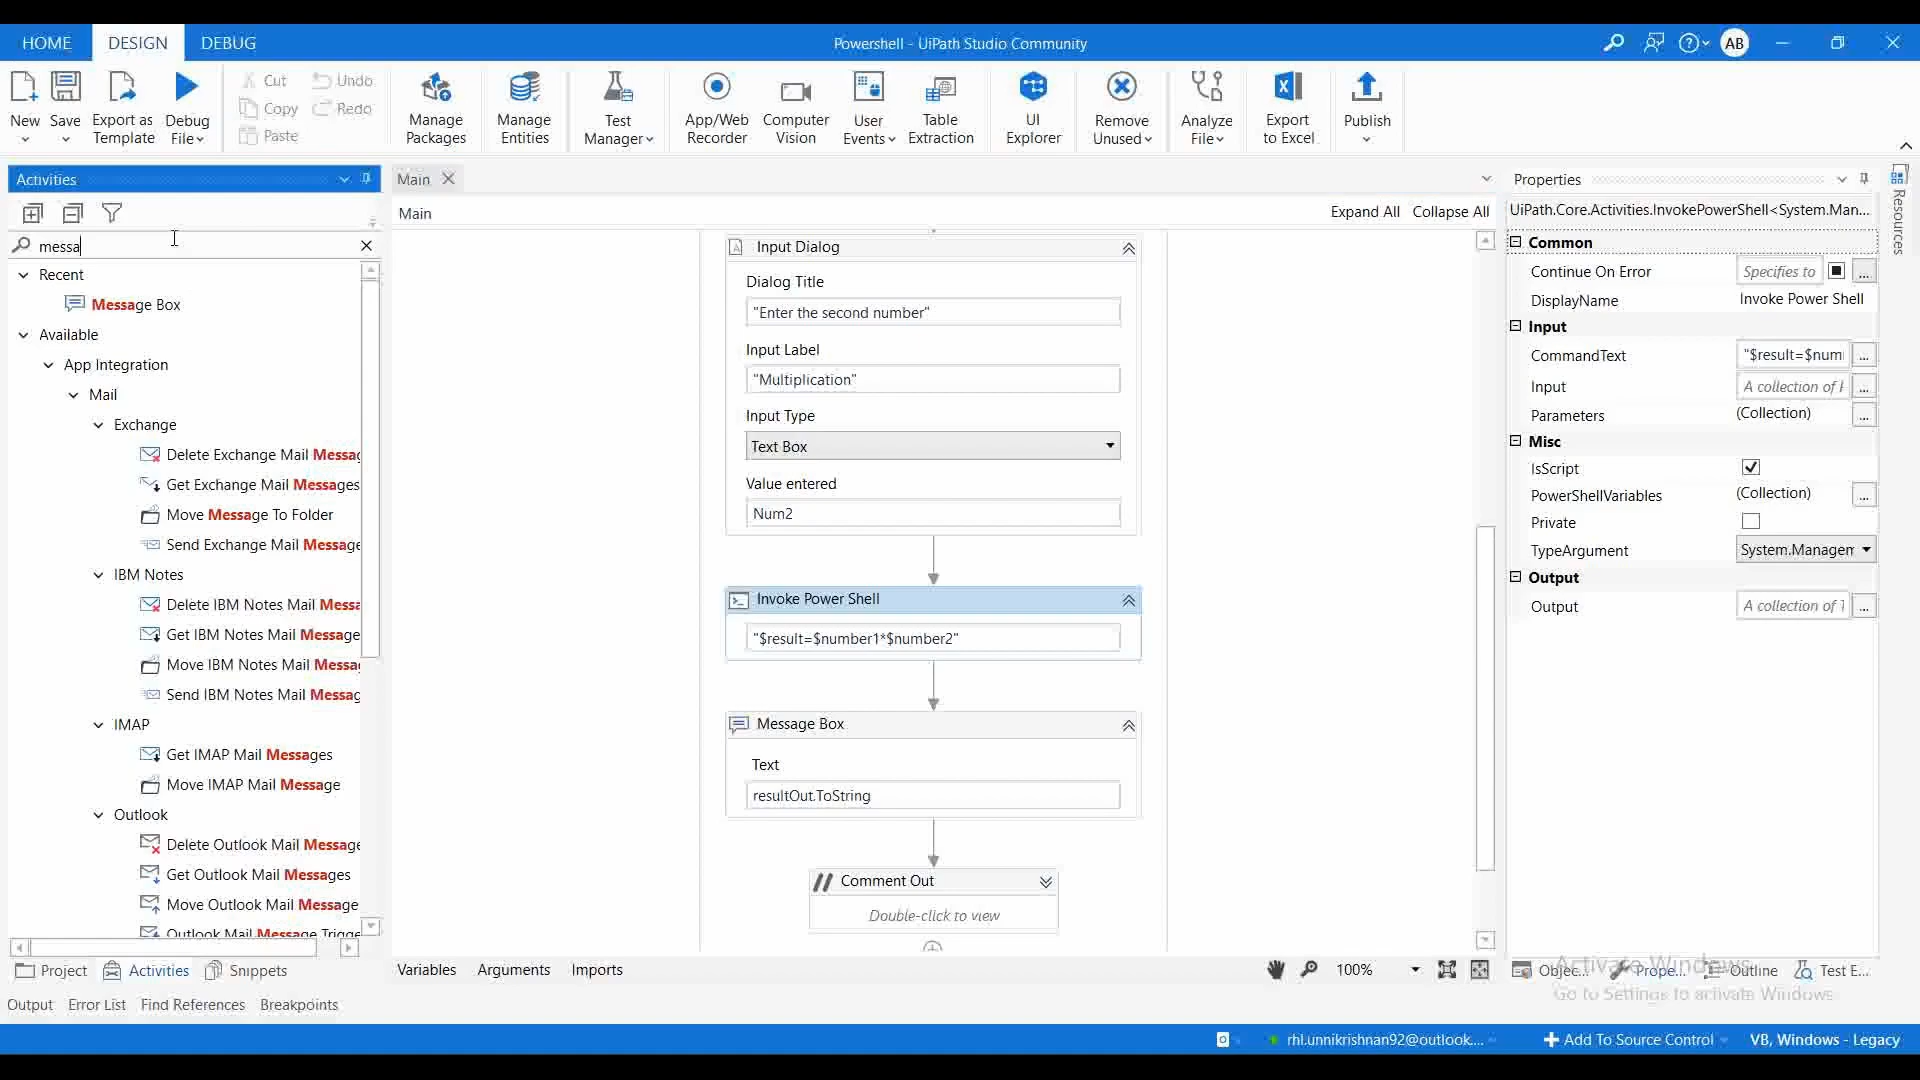 HOME DESIGN DEBUG Powershell - UiPath Studio Community AB
New Save Export as Template Debug File Cut Copy Paste Undo Redo Manage Packages Manage Entities Test Manager App/Web Recorder Computer Vision User Events Table Extraction UI Explorer Remove Unused Analyze File Export to Excel Publish
Activities
messa
Recent
Message Box
Available
App Integration
Mail
Exchange
Delete Exchange Mail Messag
Get Exchange Mail Messages
Move Message To Folder
Send Exchange Mail Message
IBM Notes
Delete IBM Notes Mail Messa
Get IBM Notes Mail Message
Move IBM Notes Mail Messa
Send IBM Notes Mail Messag
IMAP
Get IMAP Mail Messages
Move IMAP Mail Message
Outlook
Delete Outlook Mail Message
Get Outlook Mail Messages
Move Outlook Mail Message
Outlook Mail Message Trigge
Project Activities Snippets
Main
Main Expand All Collapse All
Input Dialog
Dialog Title
"Enter the second number"
Input Label
"Multiplication"
Input Type
Text Box
Value entered
Num2
Invoke Power Shell
"$result=$number1*$number2"
Message Box
Text
resultOut.ToString
// Comment Out
Double-click to view
Variables Arguments Imports 100%
Properties
UiPath.Core.Activities.InvokePowerShell<System.Man...
Common
Continue On Error Specifies to ...
DisplayName Invoke Power Shell
Input
CommandText "$result=$num ...
Input A collection of ...
Parameters (Collection) ...
Misc
IsScript
PowerShellVariables (Collection) ...
Private
TypeArgument System.Managem
Output
Output A collection of ...
Resources
Objec... Prope... Outline Test E...
Activate Windows
Go to Settings to activate Windows.
Output Error List Find References Breakpoints
rhl.unnikrishnan92@outlook.... Add To Source Control VB, Windows - Legacy